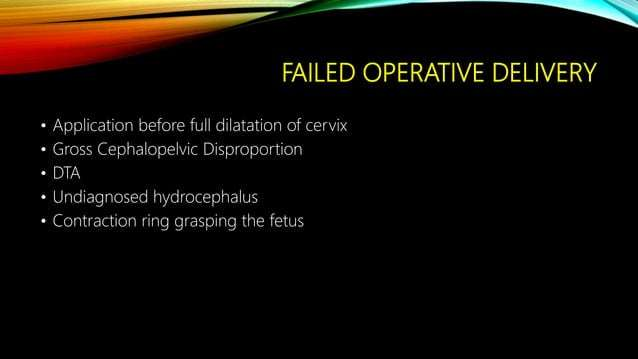 FAILED OPERATIVE DELIVERY
• Application before full dilatation of cervix
• Gross Cephalopelvic Disproportion
• DTA
• Undiagnosed hydrocephalus
• Contraction ring grasping the fetus